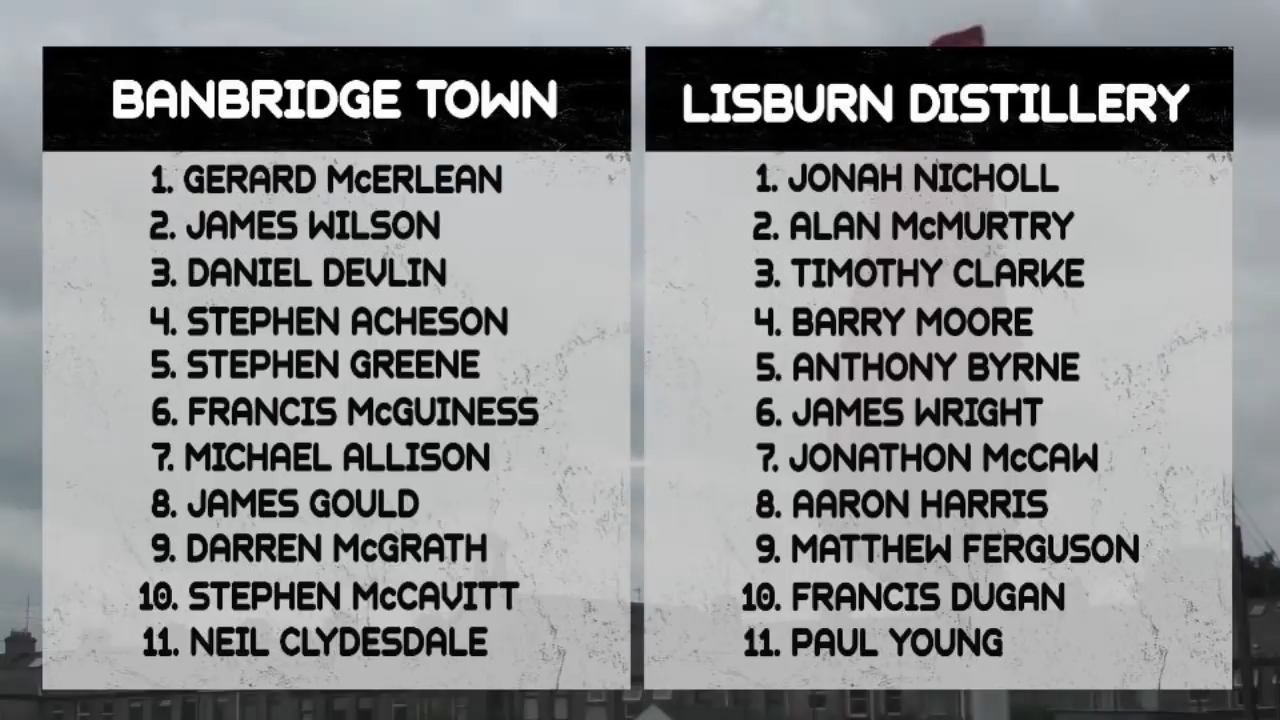 BANBRIDGE TOWN
1. GERARD McERLEAN
2. JAMES WILSON
3. DANIEL DEVLIN
4. STEPHEN ACHESON
5. STEPHEN GREENE
6. FRANCIS McGUINESS
7. MICHAEL ALLISON
8. JAMES GOULD
9. DARREN McGRATH
10. STEPHEN McCAVITT
11. NEIL CLYDESDALE
LISBURN DISTILLERY
1. JONAH NICHOLL
2. ALAN McMURTRY
3. TIMOTHY CLARKE
4. BARRY MOORE
5. ANTHONY BYRNE
6. JAMES WRIGHT
7. JONATHON McCAW
8. AARON HARRIS
9. MATTHEW FERGUSON
10. FRANCIS DUGAN
11. PAUL YOUNG